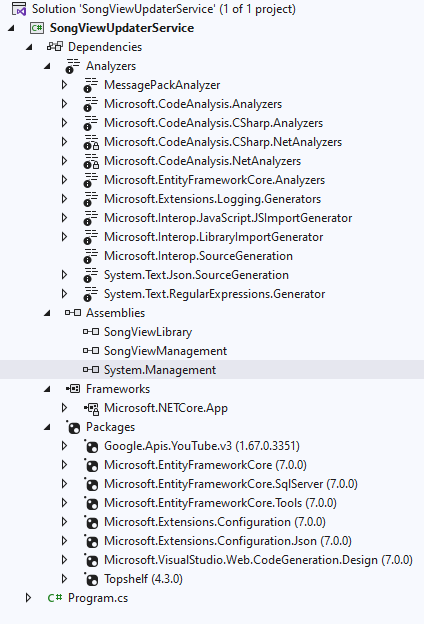 Solution 'SongViewUpdaterService' (1 of 1 project)
C# SongViewUpdaterService
Dependencies
Analyzers
MessagePackAnalyzer
Microsoft.CodeAnalysis.Analyzers
Microsoft.CodeAnalysis.CSharp.Analyzers
Microsoft.CodeAnalysis.CSharp.NetAnalyzers
Microsoft.CodeAnalysis.NetAnalyzers
Microsoft.EntityFrameworkCore.Analyzers
Microsoft.Extensions.Logging.Generators
Microsoft.Interop.JavaScript.JSImportGenerator
Microsoft.Interop.LibraryImportGenerator
Microsoft.Interop.SourceGeneration
System.Text.Json.SourceGeneration
System.Text.RegularExpressions.Generator
Assemblies
SongViewLibrary
SongViewManagement
System.Management
Frameworks
Microsoft.NETCore.App
Packages
Google.Apis.YouTube.v3 (1.67.0.3351)
Microsoft.EntityFrameworkCore (7.0.0)
Microsoft.EntityFrameworkCore.SqlServer (7.0.0)
Microsoft.EntityFrameworkCore.Tools (7.0.0)
Microsoft.Extensions.Configuration (7.0.0)
Microsoft.Extensions.Configuration.Json (7.0.0)
Microsoft.VisualStudio.Web.CodeGeneration.Design (7.0.0)
Topshelf (4.3.0)
C# Program.cs